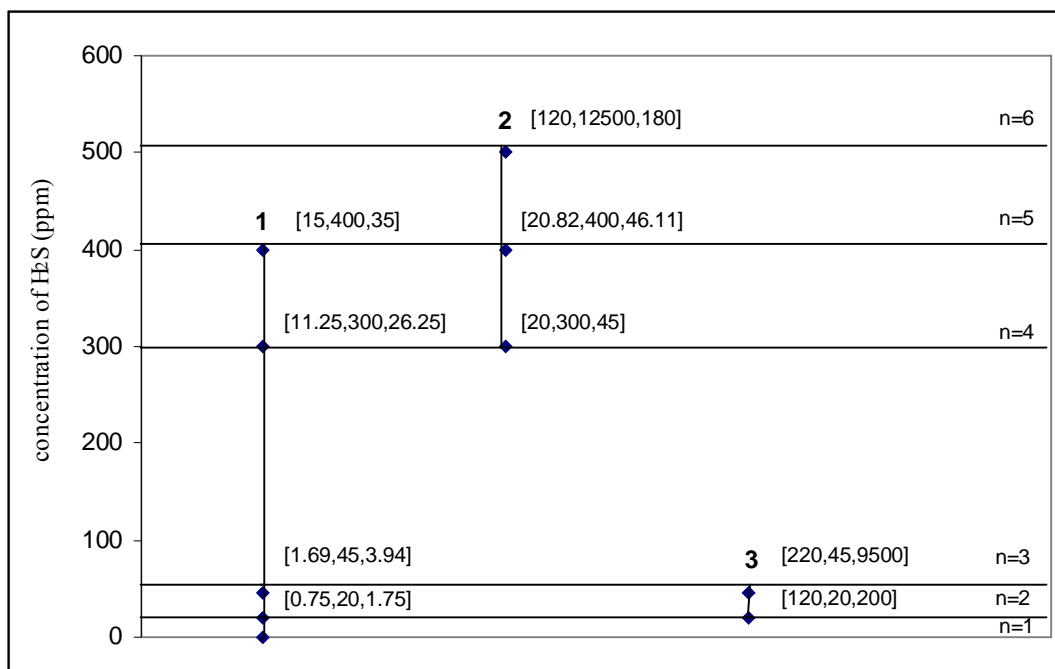 600
2 [120,12500,180] n=6
500
1 [15,400,35] [20.82,400,46.11] n=5
400
[11.25,300,26.25] [20,300,45] n=4
300
200
100
[1.69,45,3.94] 3 [220,45,9500] n=3
[0.75,20,1.75] [120,20,200] n=2
n=1
0
concentration of H2S (ppm)